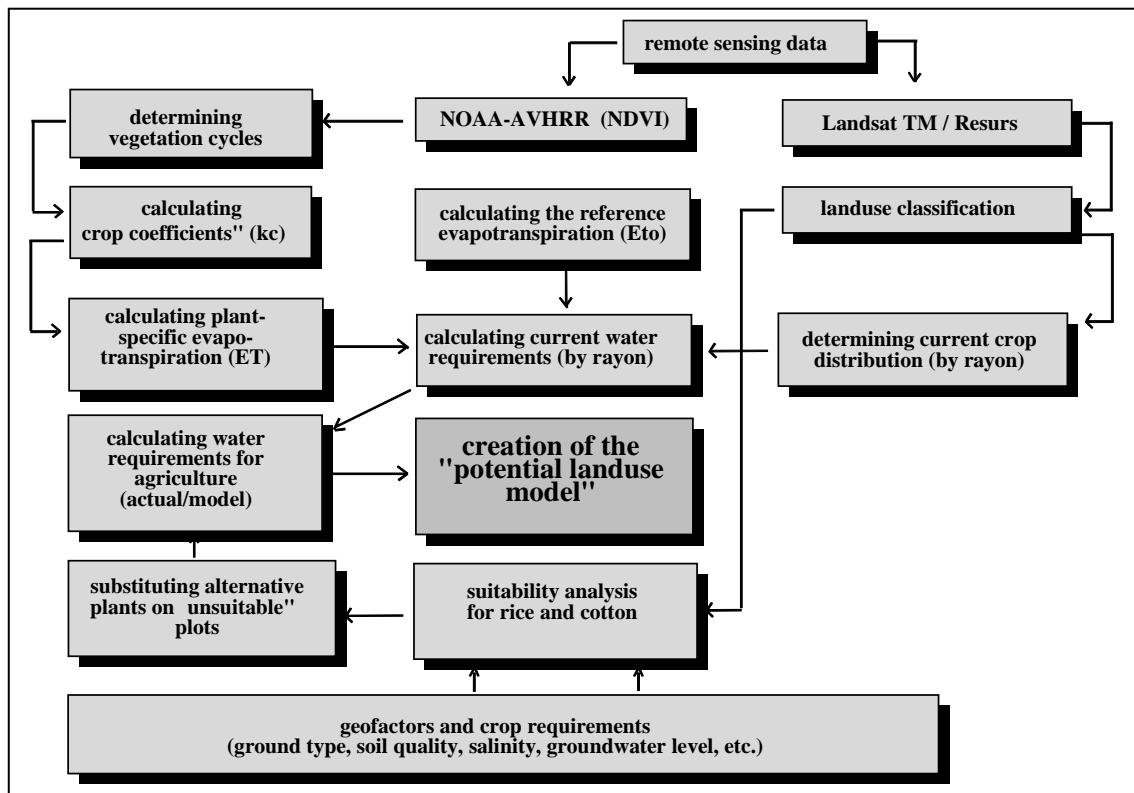 remote sensing data
determining
vegetation cycles
NOAA-AVHRR (NDVI)
Landsat TM / Resurs
calculating
crop coefficients" (kc)
calculating the reference
evapotranspiration (Eto)
landuse classification
calculating plant-
specific evapo-
transpiration (ET)
calculating current water
requirements (by rayon)
determining current crop
distribution (by rayon)
calculating water
requirements for
agriculture
(actual/model)
creation of the
"potential landuse
model"
substituting alternative
plants on unsuitable"
plots
suitability analysis
for rice and cotton
geofactors and crop requirements
(ground type, soil quality, salinity, groundwater level, etc.)